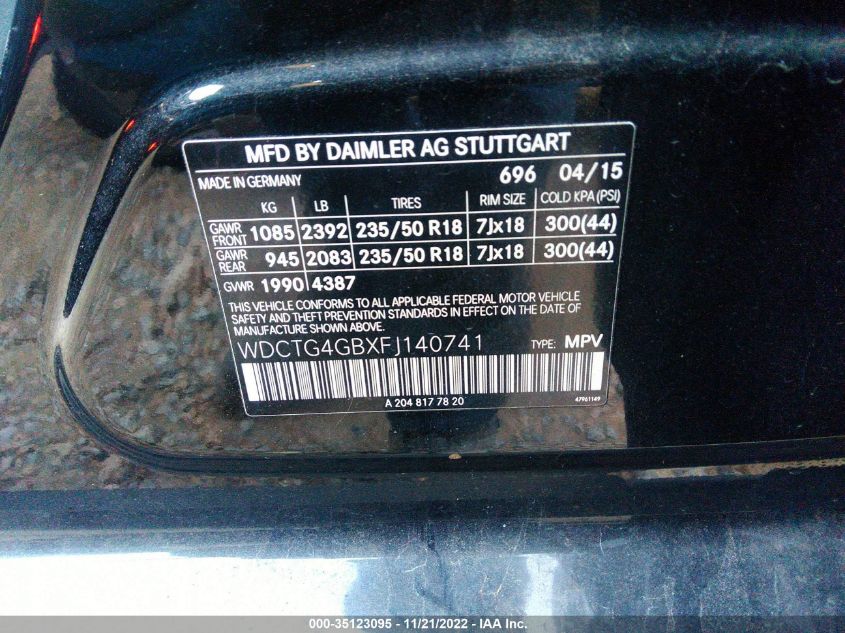 MFD BY DAIMLER AG STUTTGART
MADE IN GERMANY 696 04/15
KG LB TIRES RIM SIZE COLD KPA (PSI)
GAWR FRONT 1085 2392 235/50 R18 7Jx18 300(44)
GAWR REAR 945 2083 235/50 R18 7Jx18 300(44)
GVWR 1990 4387
THIS VEHICLE CONFORMS TO ALL APPLICABLE FEDERAL MOTOR VEHICLE
SAFETY AND THEFT PREVENTION STANDARDS IN EFFECT ON THE DATE OF
MANUFACTURE SHOWN ABOVE.
WDCTG4GBXFJ140741 TYPE: MPV
A 204 817 78 20 47961149
000-35123095 - 11/21/2022 - IAA Inc.